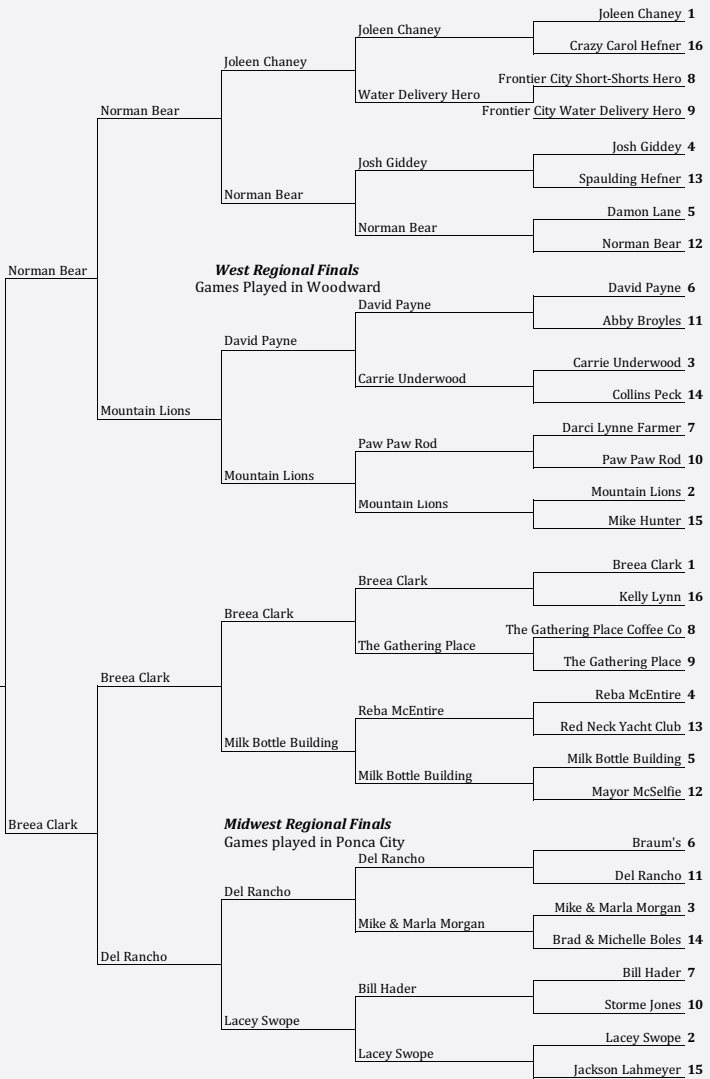 Joleen Chaney 1
Joleen Chaney
Crazy Carol Hefner 16
Joleen Chaney
Frontier City Short-Shorts Hero 8
Water Delivery Hero
Norman Bear
Frontier City Water Delivery Hero 9
Josh Giddey 4
Josh Giddey
Spaulding Hefner 13
Norman Bear
Damon Lane 5
Norman Bear
Norman Bear 12
Norman Bear
West Regional Finals
Games Played in Woodward
David Payne 6
David Payne
Abby Broyles 11
David Payne
Carrie Underwood 3
Carrie Underwood
Collins Peck 14
Mountain Lions
Darci Lynne Farmer 7
Paw Paw Rod
Paw Paw Rod 10
Mountain Lions
Mountain Lions 2
Mountain Lions
Mike Hunter 15
Breea Clark 1
Breea Clark
Kelly Lynn 16
Breea Clark
The Gathering Place Coffee Co 8
The Gathering Place
The Gathering Place 9
Breea Clark
Reba McEntire 4
Reba McEntire
Red Neck Yacht Club 13
Milk Bottle Building
Milk Bottle Building 5
Milk Bottle Building
Mayor McSelfie 12
Breea Clark
Midwest Regional Finals
Games played in Ponca City
Braum's 6
Del Rancho
Del Rancho 11
Del Rancho
Mike & Marla Morgan 3
Mike & Marla Morgan
Brad & Michelle Boles 14
Del Rancho
Bill Hader 7
Bill Hader
Storme Jones 10
Lacey Swope
Lacey Swope 2
Lacey Swope
Jackson Lahmeyer 15